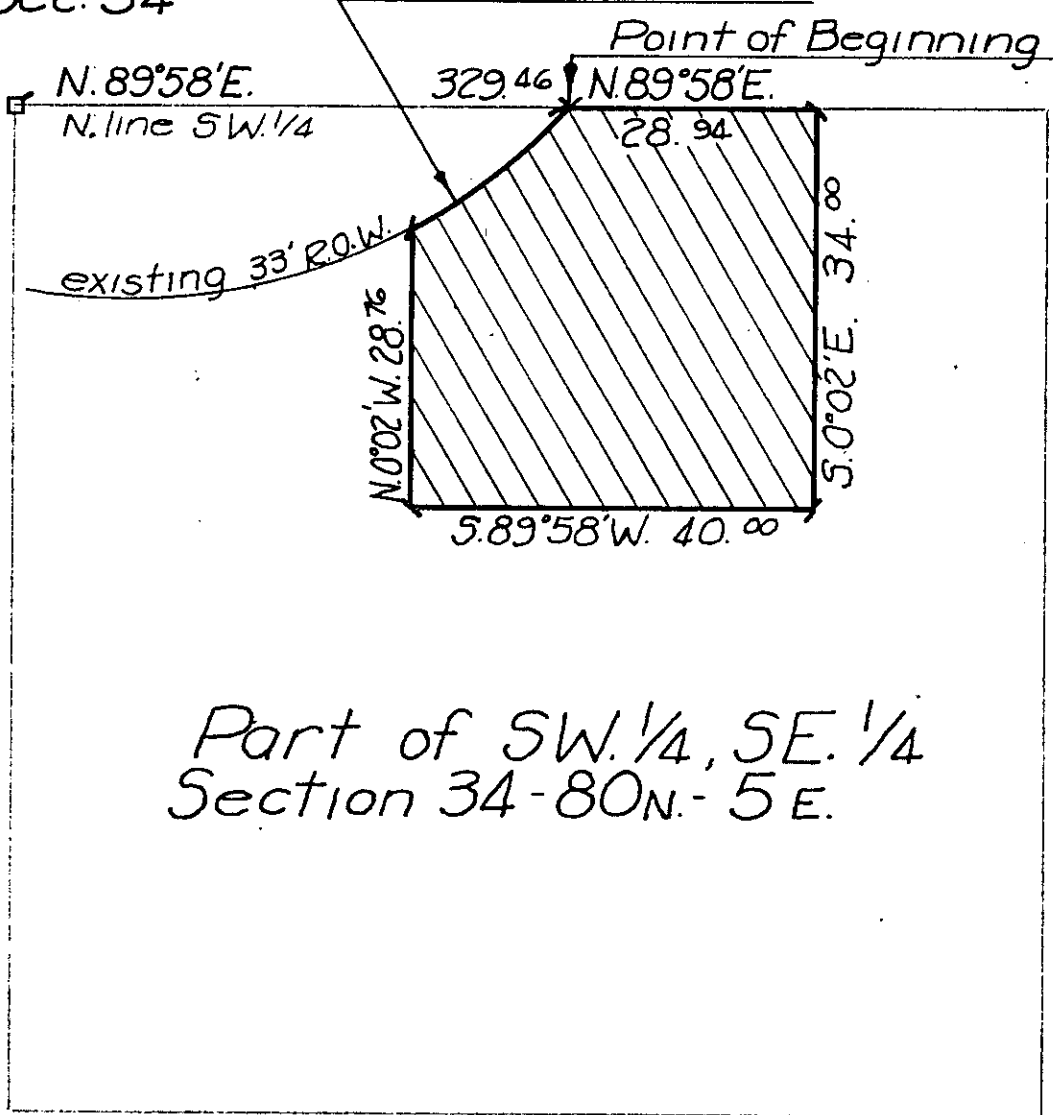 Sec. 34
Point of Beginning
N.89°58'E. 329.46 N.89°58'E.
N. line SW.1/4 28.94
existing 33' R.O.W.
N.0°02'W. 28.76
S.0°02'E. 34.00
S.89°58'W. 40.00
Part of SW.1/4, SE.1/4
Section 34-80N.-5E.